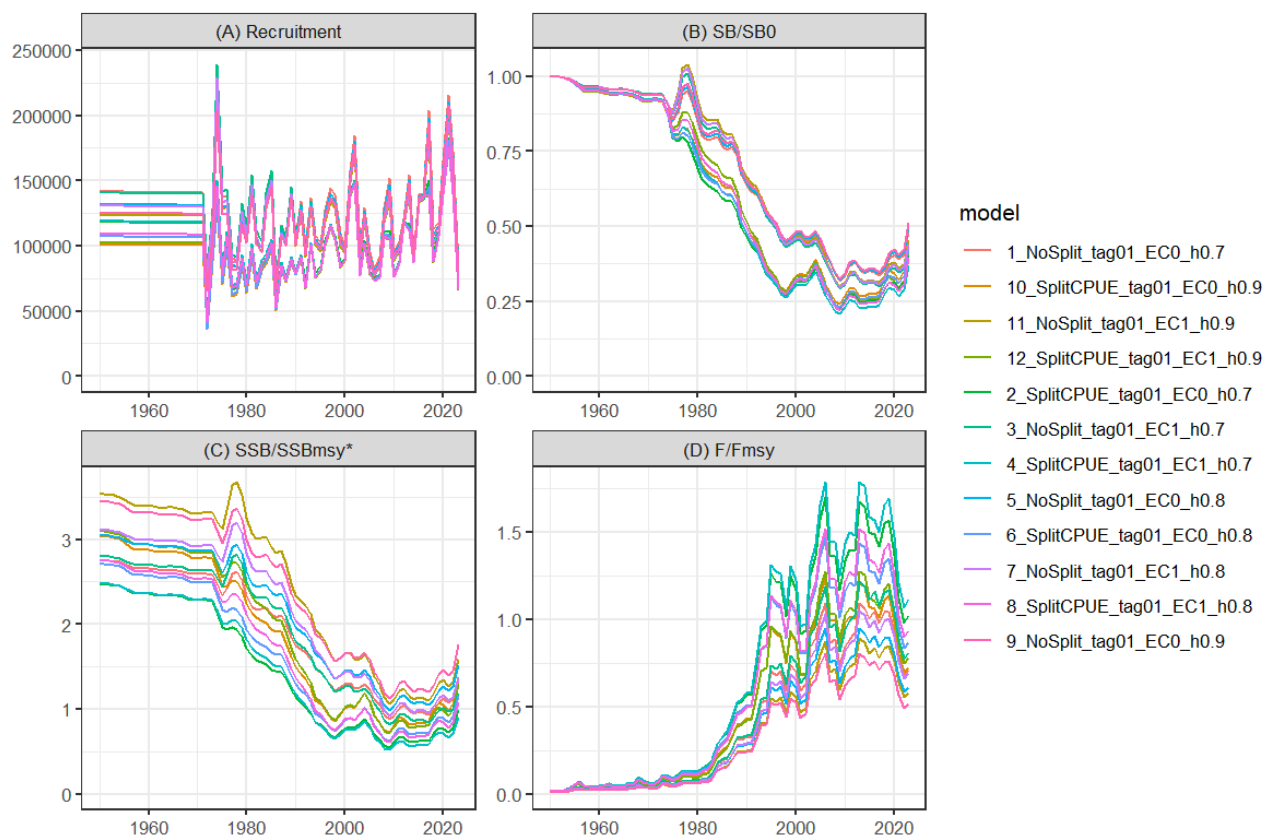 (A) Recruitment
(B) SB/SB0
250000
200000
150000
100000
50000
0
1.00
0.75
0.50
0.25
0.00
1960 1980 2000 2020
1960 1980 2000 2020
(C) SSB/SSBmsy*
(D) F/Fmsy
3
2
1
0
1.5
1.0
0.5
0.0
1960 1980 2000 2020
1960 1980 2000 2020
model
1_NoSplit_tag01_EC0_h0.7
10_SplitCPUE_tag01_EC0_h0.9
11_NoSplit_tag01_EC1_h0.9
12_SplitCPUE_tag01_EC1_h0.9
2_SplitCPUE_tag01_EC0_h0.7
3_NoSplit_tag01_EC1_h0.7
4_SplitCPUE_tag01_EC1_h0.7
5_NoSplit_tag01_EC0_h0.8
6_SplitCPUE_tag01_EC0_h0.8
7_NoSplit_tag01_EC1_h0.8
8_SplitCPUE_tag01_EC1_h0.8
9_NoSplit_tag01_EC0_h0.9